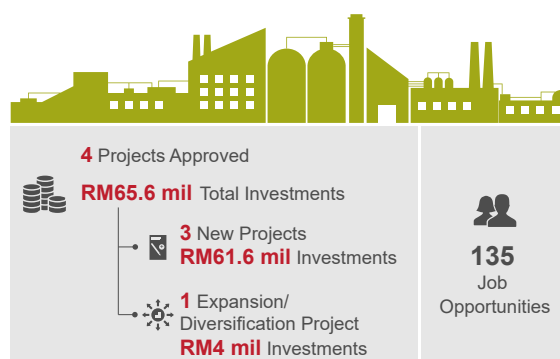 4 Projects Approved
RM65.6 mil Total Investments
3 New Projects
RM61.6 mil Investments
1 Expansion/
Diversification Project
RM4 mil Investments
135
Job
Opportunities